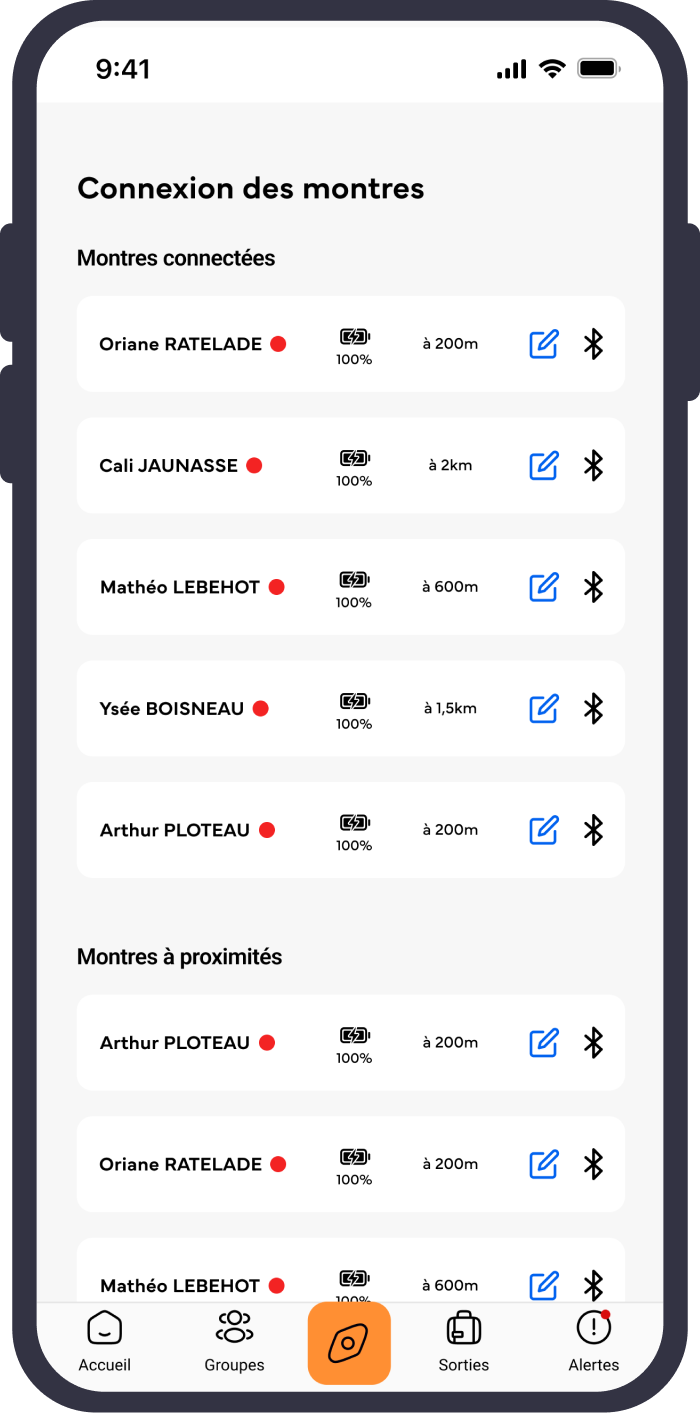 9:41
Connexion des montres
Montres connectées
Oriane RATELADE 100% à 200m
Cali JAUNASSE 100% à 2km
Mathéo LEBEHOT 100% à 600m
Ysée BOISNEAU 100% à 1,5km
Arthur PLOTEAU 100% à 200m
Montres à proximités
Arthur PLOTEAU 100% à 200m
Oriane RATELADE 100% à 200m
Mathéo LEBEHOT 100% à 600m
Accueil Groupes Sorties Alertes